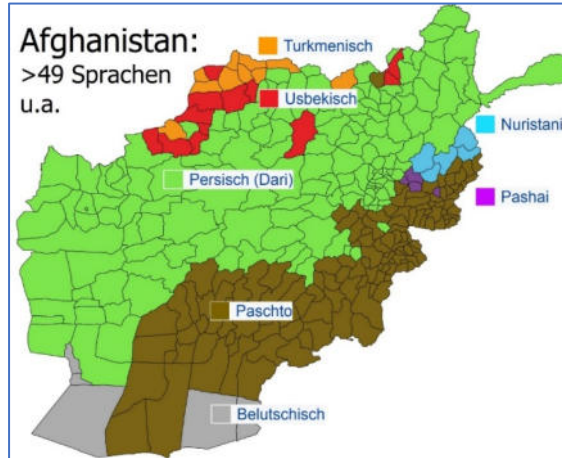 Afghanistan:
>49 Sprachen
u.a.
Turkmenisch
Usbekisch
Nuristani
Persisch (Dari)
Pashai
Paschto
Belutschisch